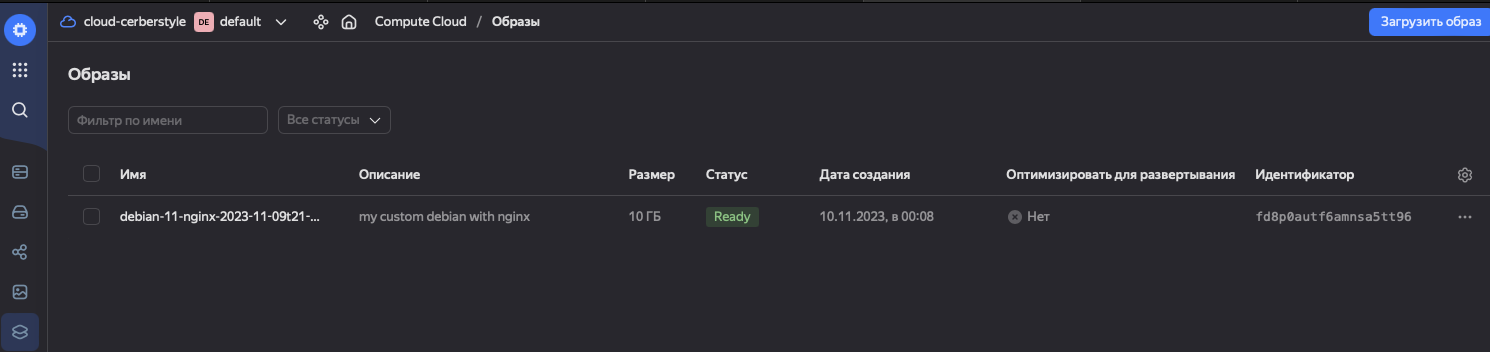 cloud-cerberstyle DE default Compute Cloud / Образы Загрузить образ
Образы
Фильтр по имени Все статусы
Имя Описание Размер Статус Дата создания Оптимизировать для развертывания Идентификатор
debian-11-nginx-2023-11-09t21-... my custom debian with nginx 10 ГБ Ready 10.11.2023, в 00:08 Нет fd8p0autf6amnsa5tt96